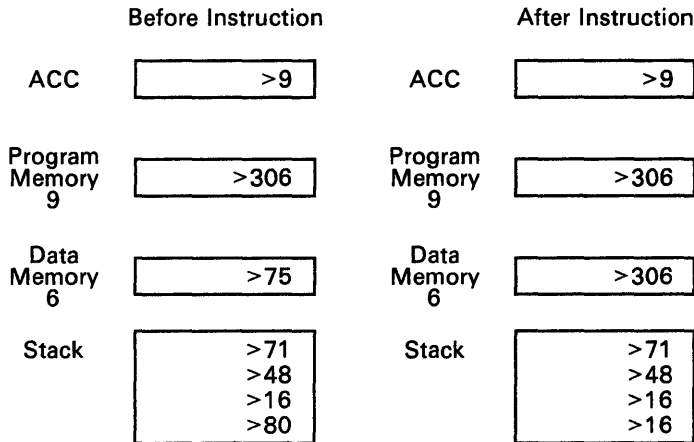 Before Instruction After Instruction
ACC >9 ACC >9
Program Memory 9 >306 Program Memory 9 >306
Data Memory 6 >75 Data Memory 6 >306
Stack >71 Stack >71
>48 >48
>16 >16
>80 >16